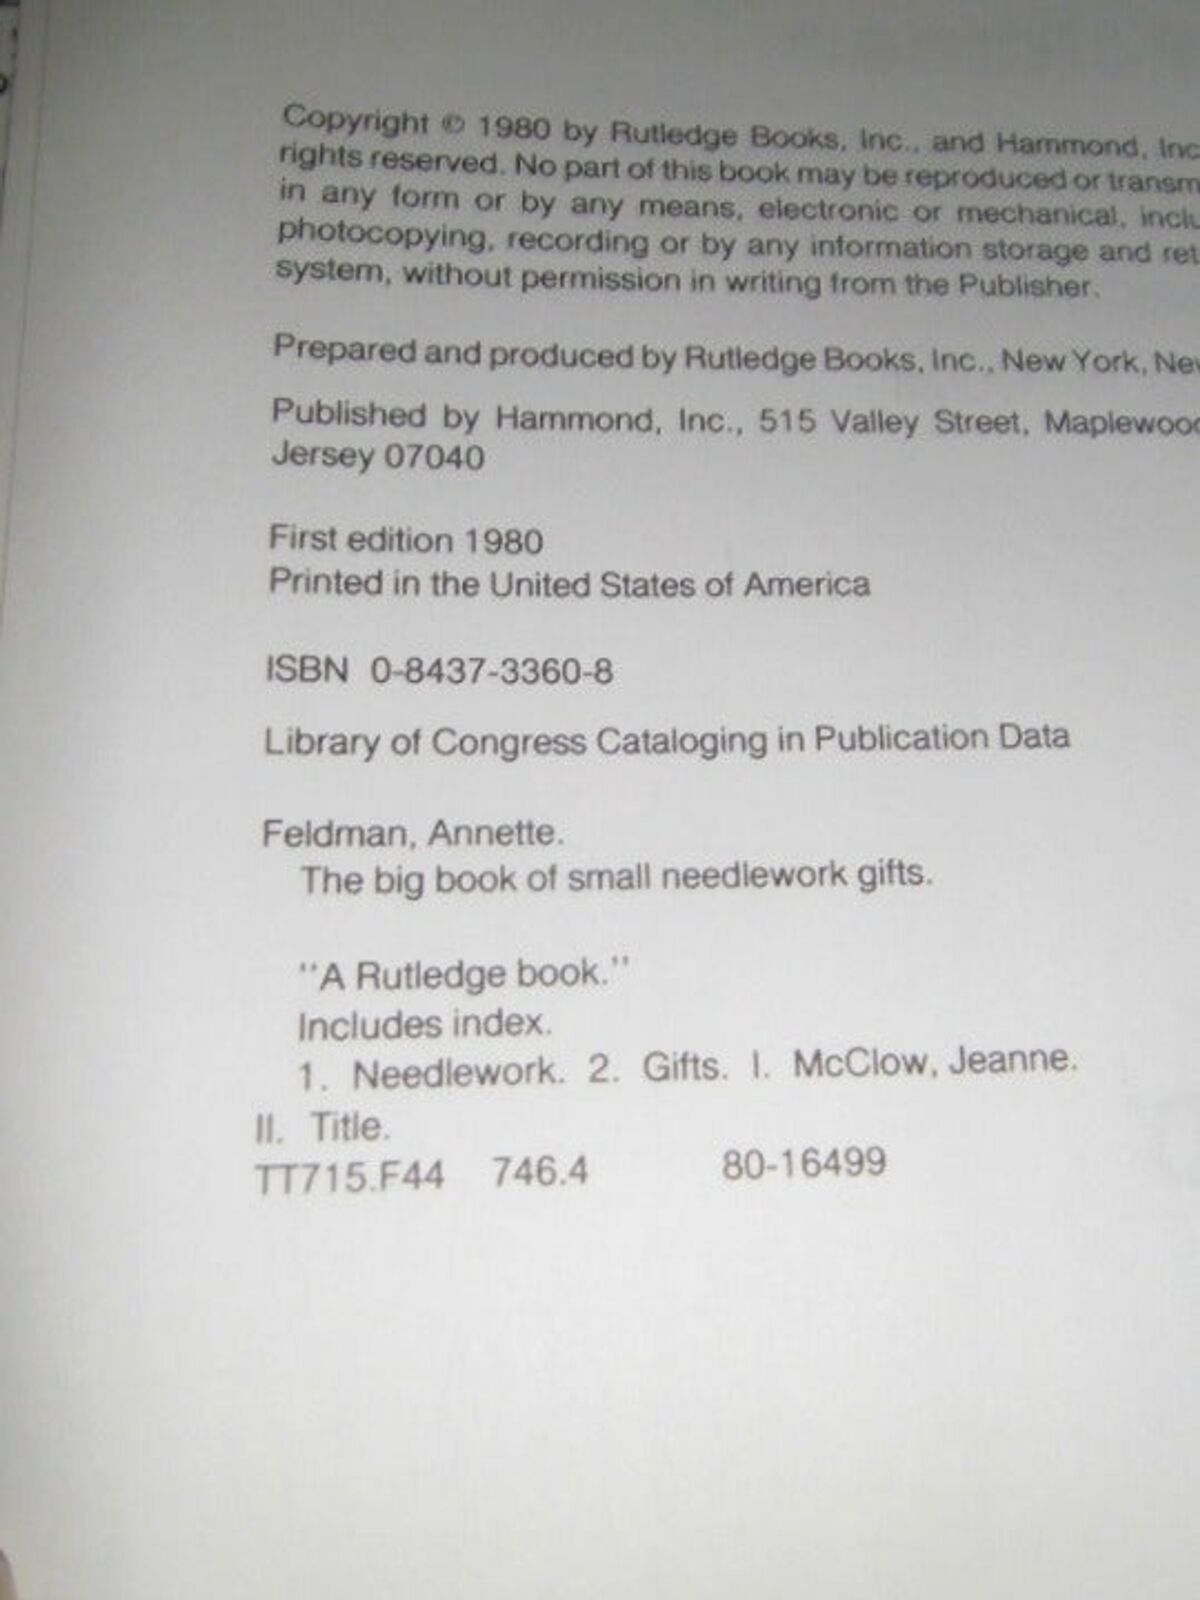 Copyright © 1980 by Rutledge Books, Inc., and Hammond, Inc
rights reserved. No part of this book may be reproduced or transm
in any form or by any means, electronic or mechanical, inclu
photocopying, recording or by any information storage and ret
system, without permission in writing from the Publisher.
Prepared and produced by Rutledge Books, Inc., New York, New
Published by Hammond, Inc., 515 Valley Street, Maplewood
Jersey 07040
First edition 1980
Printed in the United States of America
ISBN 0-8437-3360-8
Library of Congress Cataloging in Publication Data
Feldman, Annette.
The big book of small needlework gifts.
"A Rutledge book."
Includes index.
1. Needlework. 2. Gifts. I. McClow, Jeanne.
II. Title.
TT715.F44 746.4 80-16499